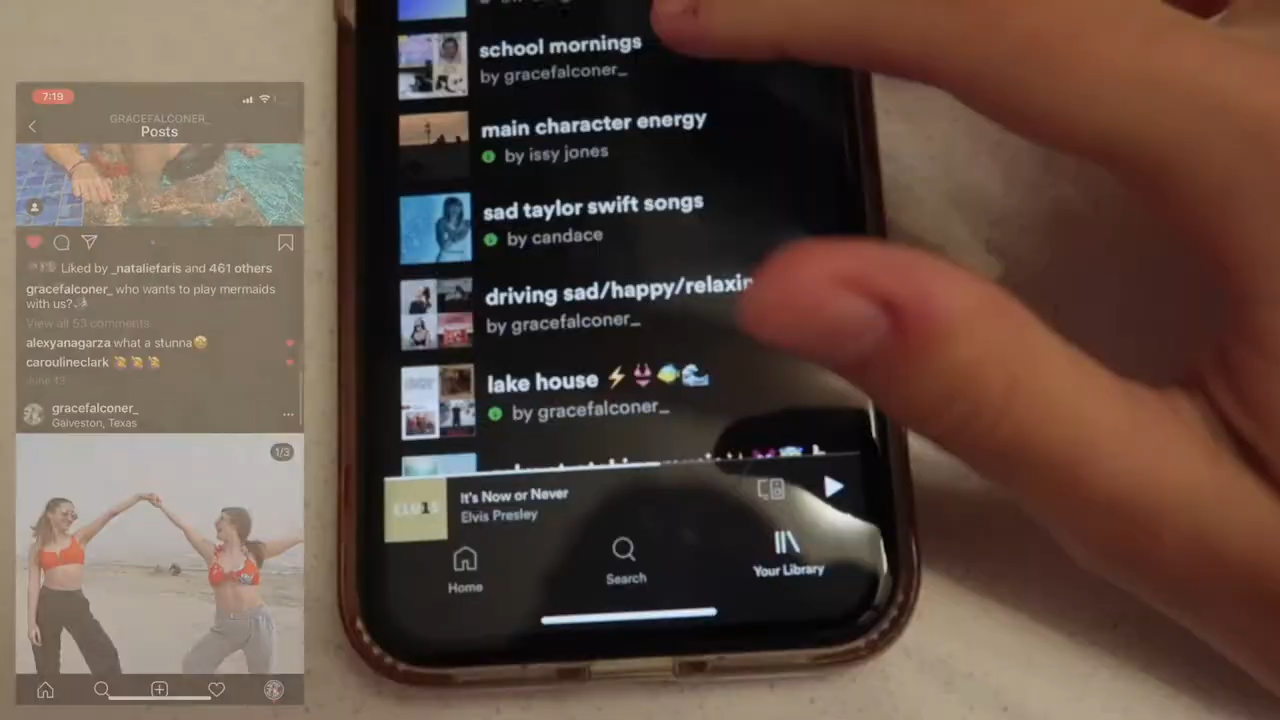 7:19
GRACEFALCONER_
Posts
Liked by _nataliefaris and 461 others
gracefalconer_ who wants to play mermaids
with us?
View all 53 comments
alexyanagarza what a stunna🤩
caroulineclark
June 13
gracefalconer_
Galveston, Texas
1/3
school mornings
by gracefalconer_
main character energy
by issy jones
sad taylor swift songs
by candace
driving sad/happy/relaxin
by gracefalconer_
lake house ⚡👙🐠🌊
by gracefalconer_
It's Now or Never
Elvis Presley
Home
Search
Your Library